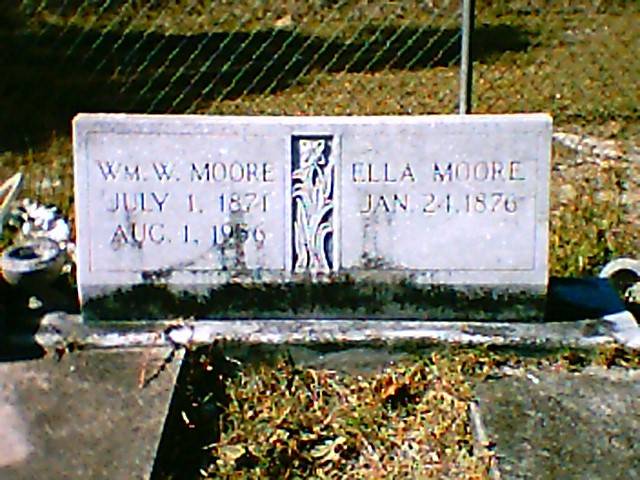 WM. W. MOORE
JULY 1, 1871
AUG. 1, 1956
ELLA MOORE
JAN. 24, 1876